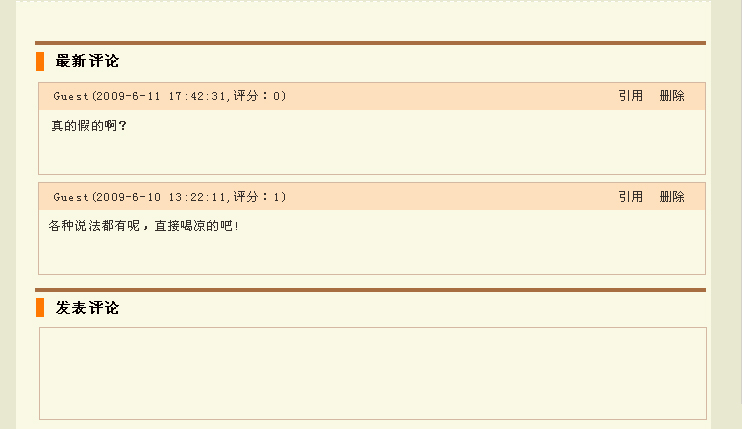 最新评论
Guest(2009-6-11 17:42:31,评分：0) 引用 删除
真的假的啊？
Guest(2009-6-10 13:22:11,评分：1) 引用 删除
各种说法都有呢，直接喝凉的吧!
发表评论